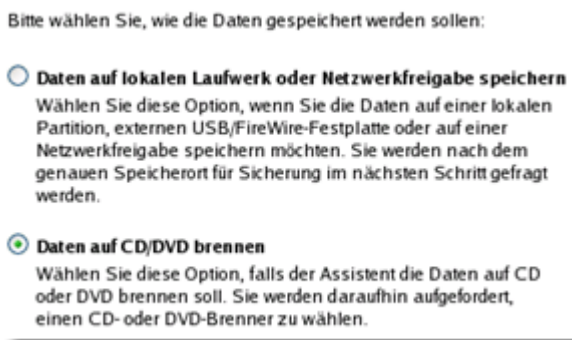 Bitte wählen Sie, wie die Daten gespeichert werden sollen:
Daten auf lokalen Laufwerk oder Netzwerkfreigabe speichern
Wählen Sie diese Option, wenn Sie die Daten auf einer lokalen
Partition, externen USB/FireWire-Festplatte oder auf einer
Netzwerkfreigabe speichern möchten. Sie werden nach dem
genauen Speicherort für Sicherung im nächsten Schritt gefragt
werden.
Daten auf CD/DVD brennen
Wählen Sie diese Option, falls der Assistent die Daten auf CD
oder DVD brennen soll. Sie werden daraufhin aufgefordert,
einen CD- oder DVD-Brenner zu wählen.